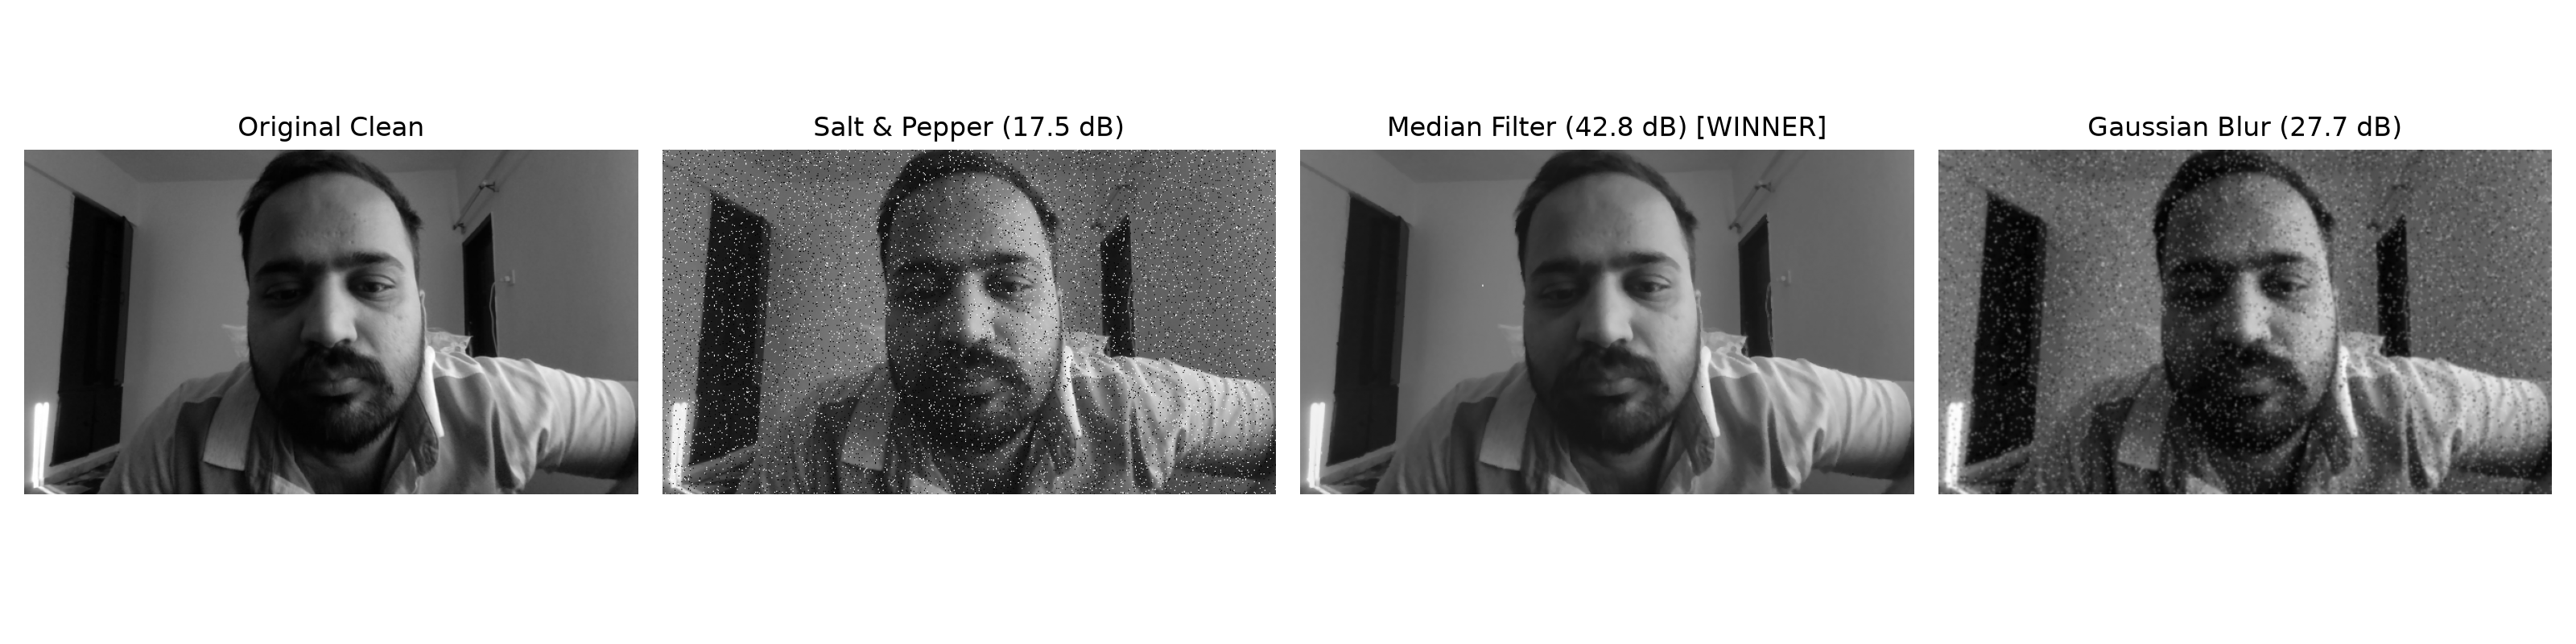 Original Clean
Salt & Pepper (17.5 dB)
Median Filter (42.8 dB) [WINNER]
Gaussian Blur (27.7 dB)